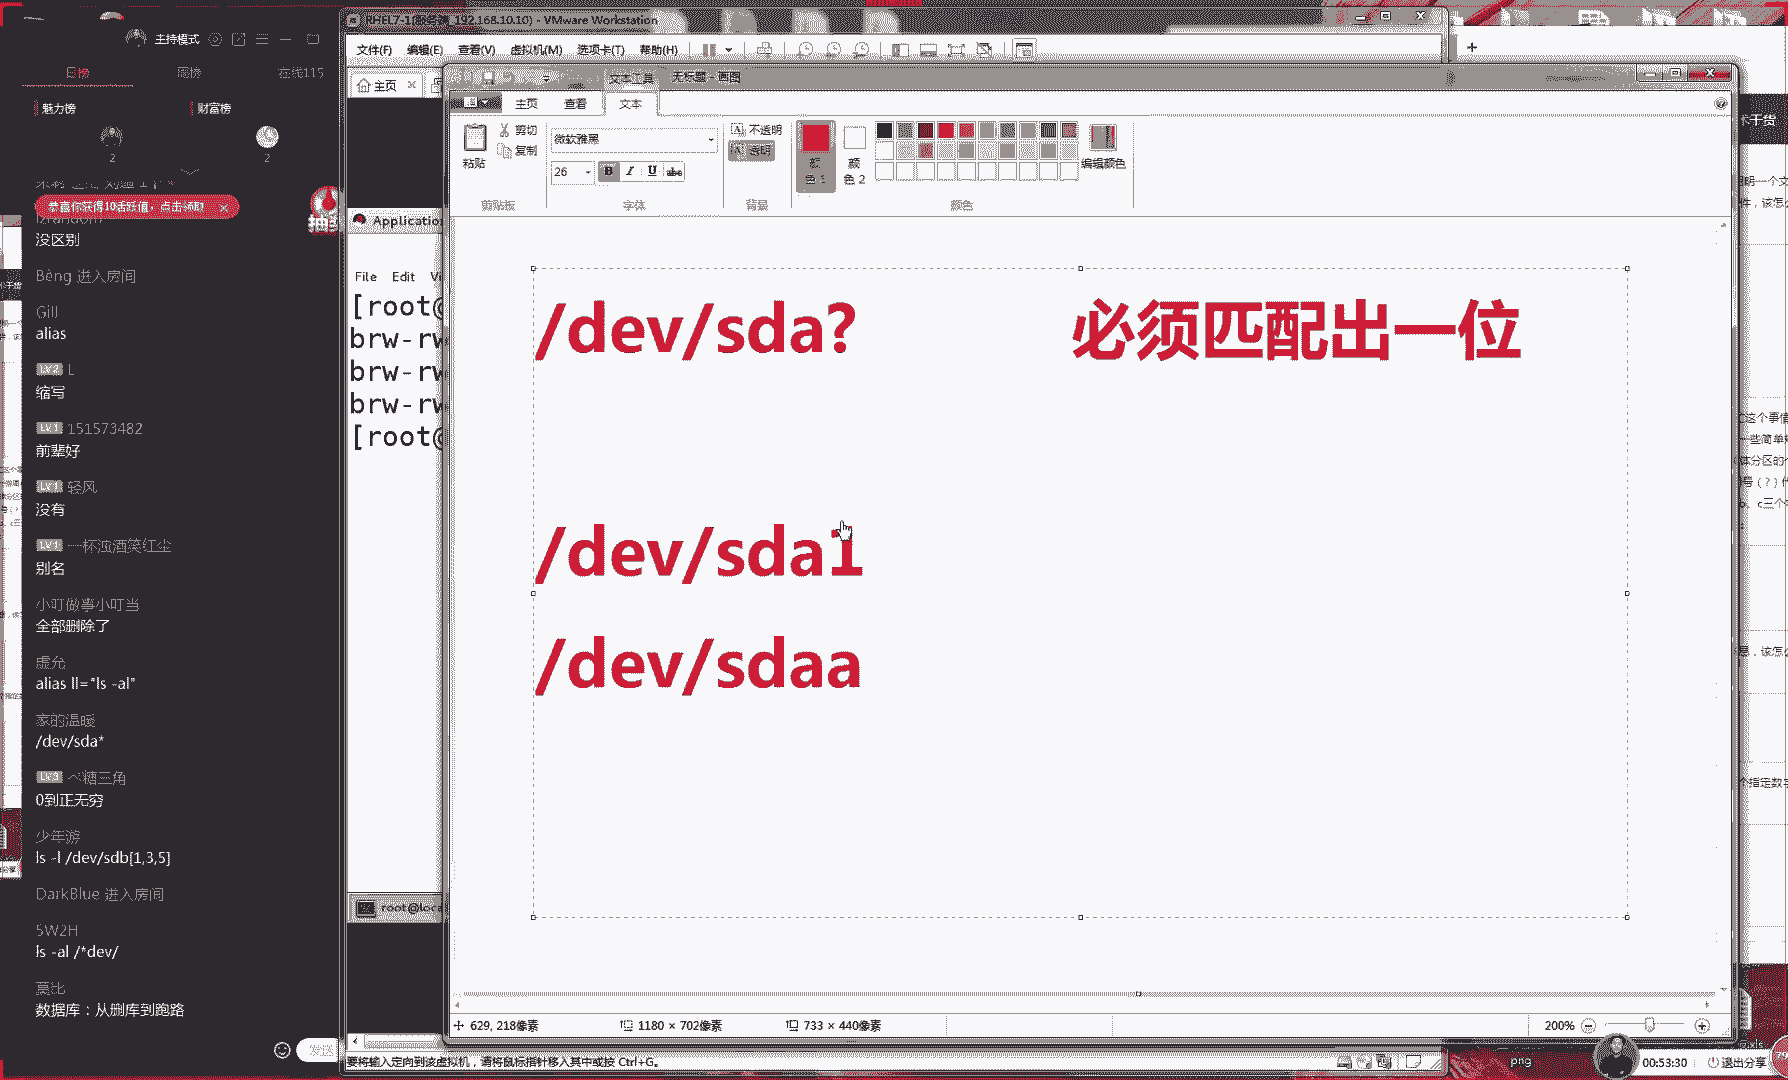 主持模式
日榜
周榜
在线115
魅力榜
财富榜
2
2
恭喜你获得10活跃值，点击领取
没区别
Bèng 进入房间
Gill
alias
LV2 L
缩写
LV1 151573482
前辈好
LV1 轻风
没有
LV1 一杯浊酒笑红尘
别名
小叮做事小叮当
全部删除了
虚允
alias ll="ls -al"
家的温暖
/dev/sda*
0到正无穷
少年游
ls -l /dev/sdb[1,3,5]
DarkBlue 进入房间
5W2H
ls -al /*dev/
莫比
数据库：从删库到跑路
发送
RHEL7-1(服务端_192.168.10.10) - VMware Workstation
文件(F) 编辑(E) 查看(V) 虚拟机(M) 选项卡(T) 帮助(H)
主页
文本工具
无标题 - 画图
主页 查看 文本
粘贴
剪切
复制
剪贴板
微软雅黑
26
B I U abc
字体
不透明
透明
背景
颜色 1
颜色 2
编辑颜色
颜色
Application
File Edit Vi
[root@
brw-rw
brw-rw
brw-rw
[root@
/dev/sda? 必须匹配出一位
/dev/sda1
/dev/sdaa
root@loca
629, 218像素
1180 × 702像素
733 × 440像素
200%
要将输入定向到该虚拟机，请将鼠标指针移入其中或按 Ctrl+G。
png
00:53:30
退出分享